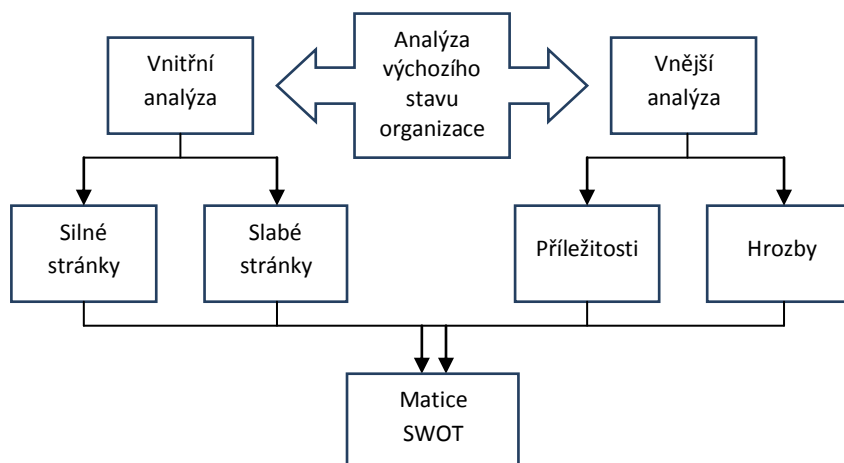 Vnitřní
analýza
Analýza
výchozího
stavu
organizace
Vnější
analýza
Silné
stránky
Slabé
stránky
Příležitosti
Hrozby
Matice
SWOT